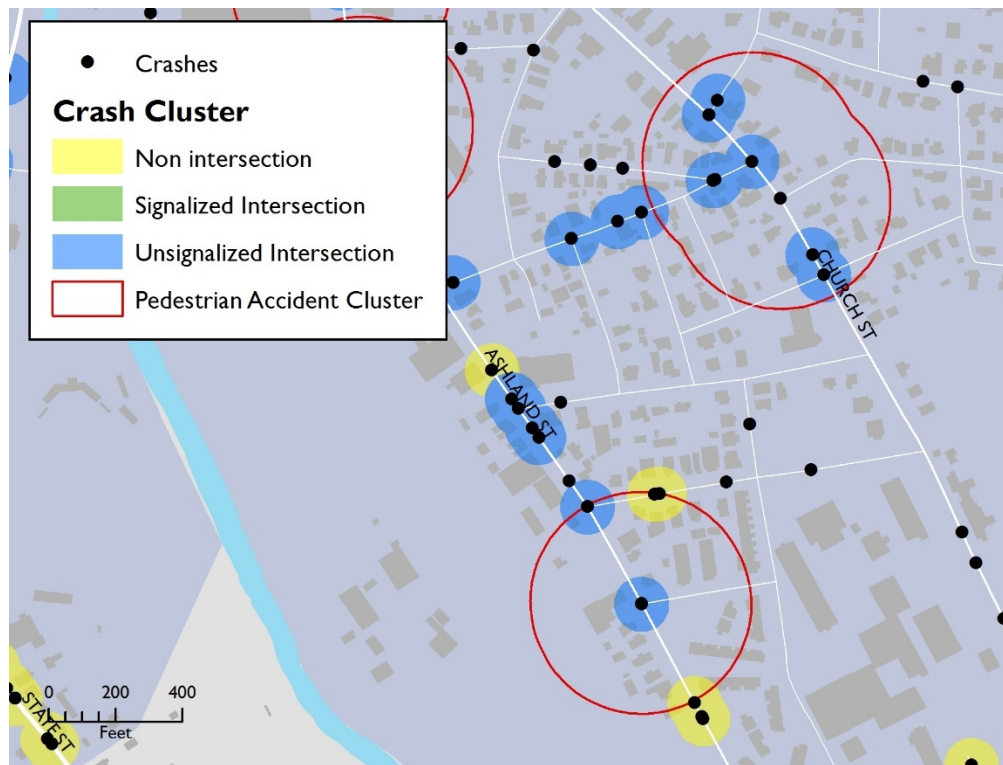 Crashes
Crash Cluster
Non intersection
Signalized Intersection
Unsignalized Intersection
Pedestrian Accident Cluster
CHURCH ST
ASHLAND ST
STATE ST
0 200 400
Feet